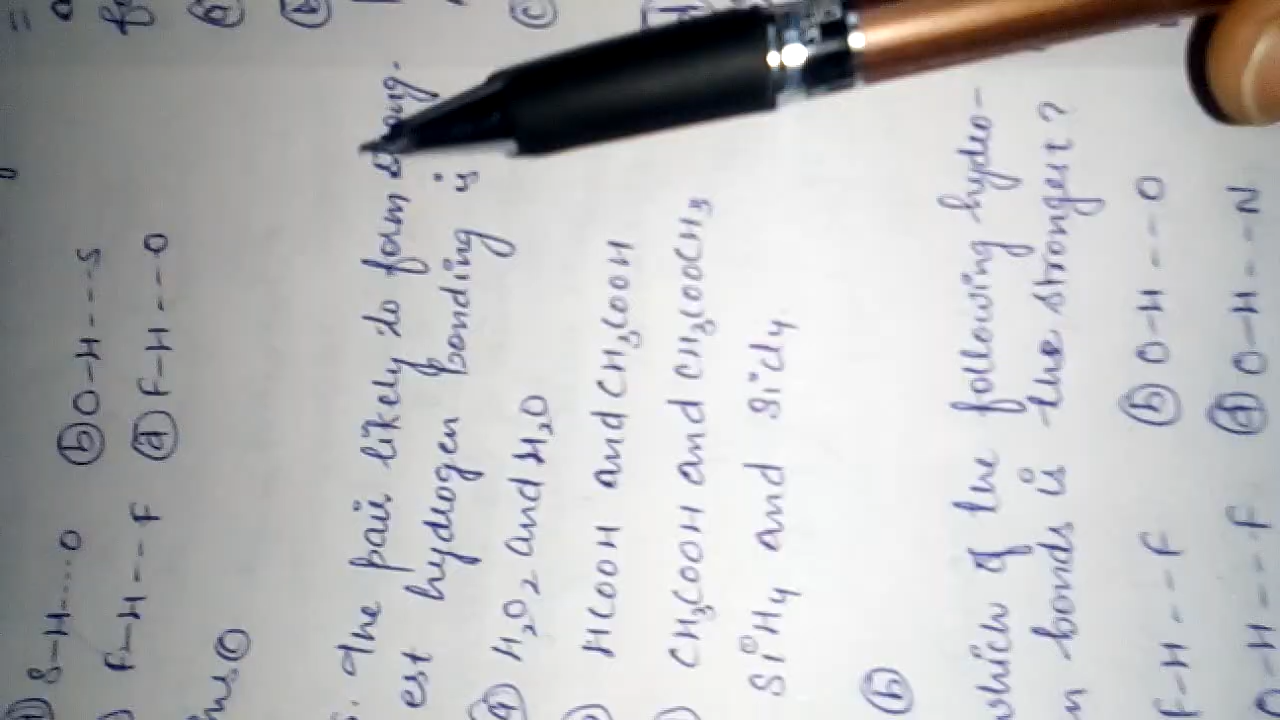 S-H----O (b) O-H---S
F-H---F (d) F-H---O
Ans (c)
The pair likely to form strong-
est hydrogen bonding is
(a) H2O2 and H2O
HCOOH and CH3COOH
CH3COOH and CH3COOCH3
SiH4 and SiCl4
(b)
which of the following hydro-
n bonds is the strongest?
F-H---F (b) O-H---O
O-H---F (d) O-H---N